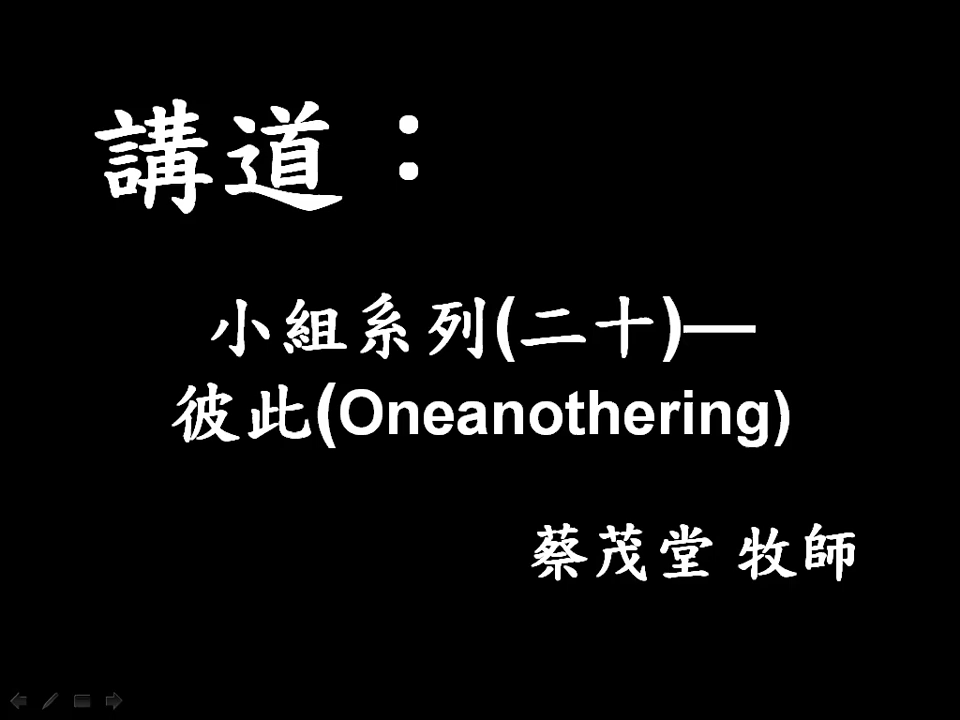 講道：
小組系列(二十)—
彼此(Oneanothering)
蔡茂堂 牧師